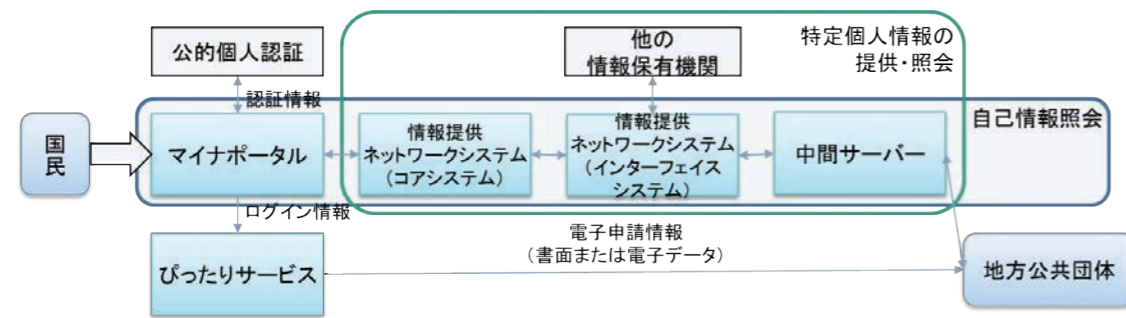 公的個人認証
他の
情報保有機関
特定個人情報の
提供・照会
認証情報
自己情報照会
国
民
マイナポータル
情報提供
ネットワークシステム
（コアシステム）
情報提供
ネットワークシステム
（インターフェイス
システム）
中間サーバー
ログイン情報
電子申請情報
（書面または電子データ）
ぴったりサービス
地方公共団体